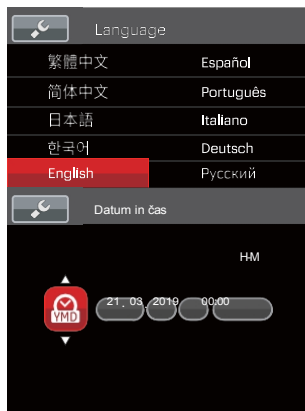 Language
繁體中文 Español
简体中文 Português
日本語 Italiano
한국어 Deutsch
English Русский
Datum in čas
H:M
YMD
21. 03. 2019 00:00